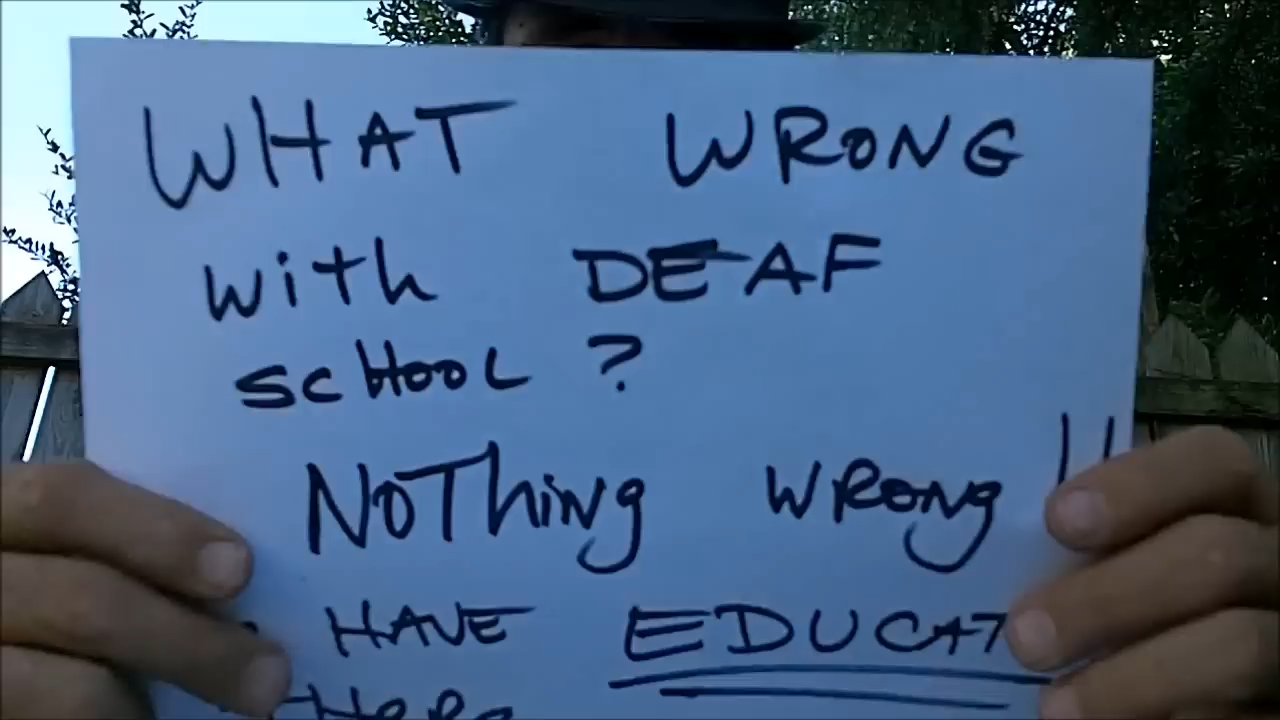 WHAT WRONG
with DEAF
SCHOOL ?
NOTHING WRONG !!
HAVE EDUCAT